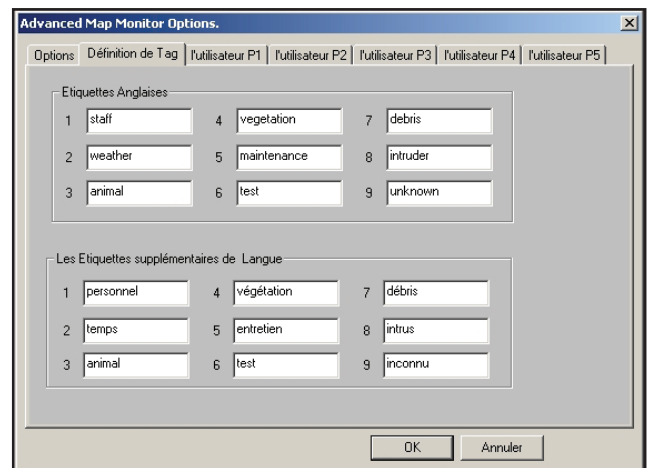 Advanced Map Monitor Options.
Options Définition de Tag l'utilisateur P1 l'utilisateur P2 l'utilisateur P3 l'utilisateur P4 l'utilisateur P5
Etiquettes Anglaises
1 staff 4 vegetation 7 debris
2 weather 5 maintenance 8 intruder
3 animal 6 test 9 unknown
Les Etiquettes supplémentaires de Langue
1 personnel 4 végétation 7 débris
2 temps 5 entretien 8 intrus
3 animal 6 test 9 inconnu
OK Annuler